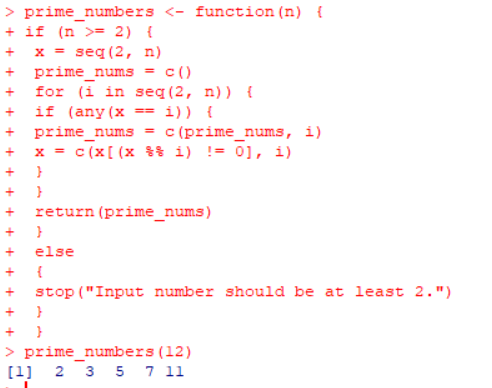 > prime_numbers <- function(n) {
+ if (n >= 2) {
+  x = seq(2, n)
+  prime_nums = c()
+  for (i in seq(2, n)) {
+  if (any(x == i)) {
+  prime_nums = c(prime_nums, i)
+  x = c(x[(x %% i) != 0], i)
+  }
+  }
+  return(prime_nums)
+  }
+  else
+  {
+  stop("Input number should be at least 2.")
+  }
+  }
> prime_numbers(12)
[1]  2  3  5  7 11